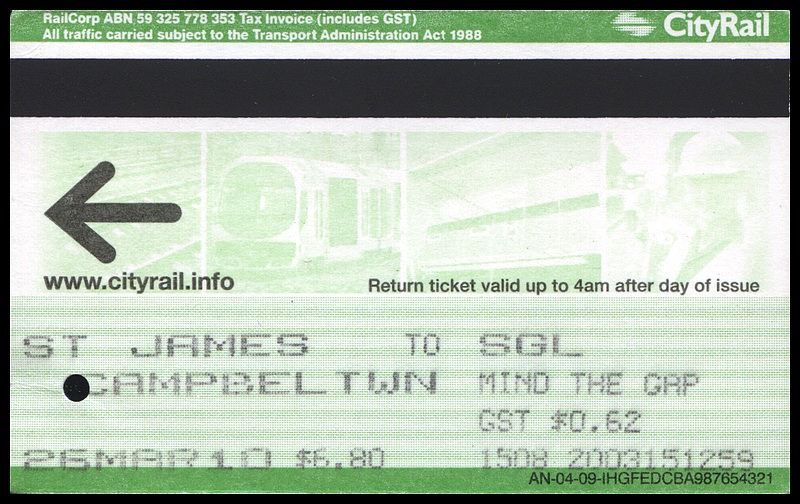 RailCorp ABN 59 325 778 353 Tax Invoice (includes GST)
All traffic carried subject to the Transport Administration Act 1988
CityRail
www.cityrail.info
Return ticket valid up to 4am after day of issue
ST JAMES TO SGL
CAMPBELTWN MIND THE GAP
GST $0.62
26MAR10 $6.80 1508 2003151259
AN-04-09-IHGFEDCBA987654321